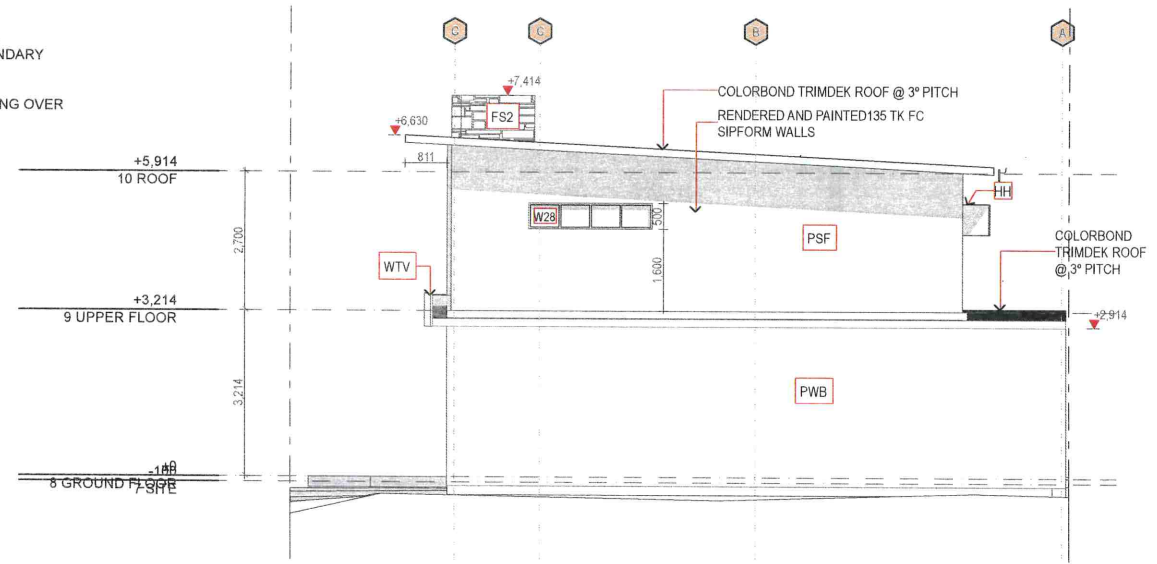 NDARY
NG OVER
G
B
A
+7,414
FS2
+6,630
COLORBOND TRIMDEK ROOF @ 3º PITCH
RENDERED AND PAINTED135 TK FC
SIPFORM WALLS
811
+5,914
10 ROOF
HH
W28
500
PSF
2,700
1,600
COLORBOND
TRIMDEK ROOF
@ 3º PITCH
WTV
+3,214
9 UPPER FLOOR
+2,914
3,214
PWB
8 GROUND FLOOR
7 SITE